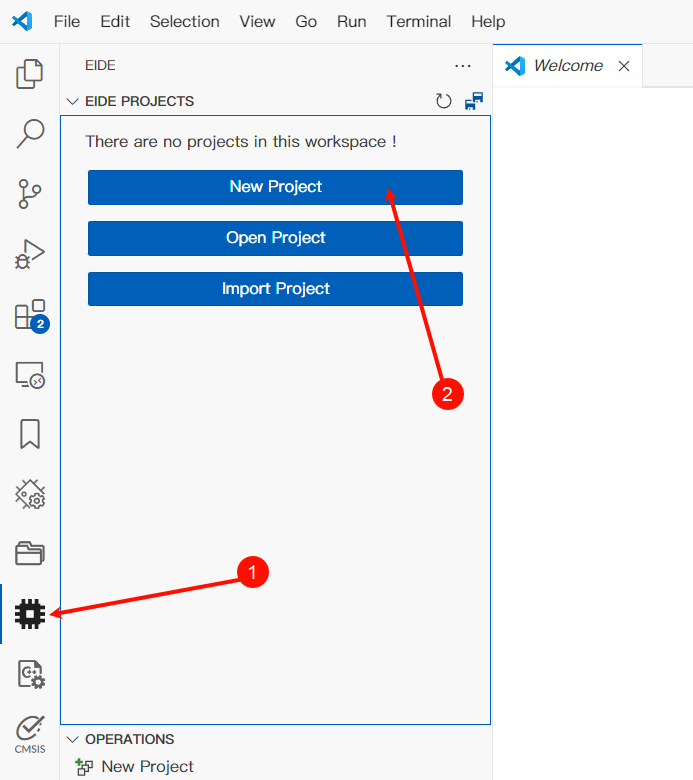 File Edit Selection View Go Run Terminal Help
EIDE
Welcome
EIDE PROJECTS
There are no projects in this workspace !
New Project
Open Project
Import Project
2
2
1
C++
CMSIS
OPERATIONS
New Project